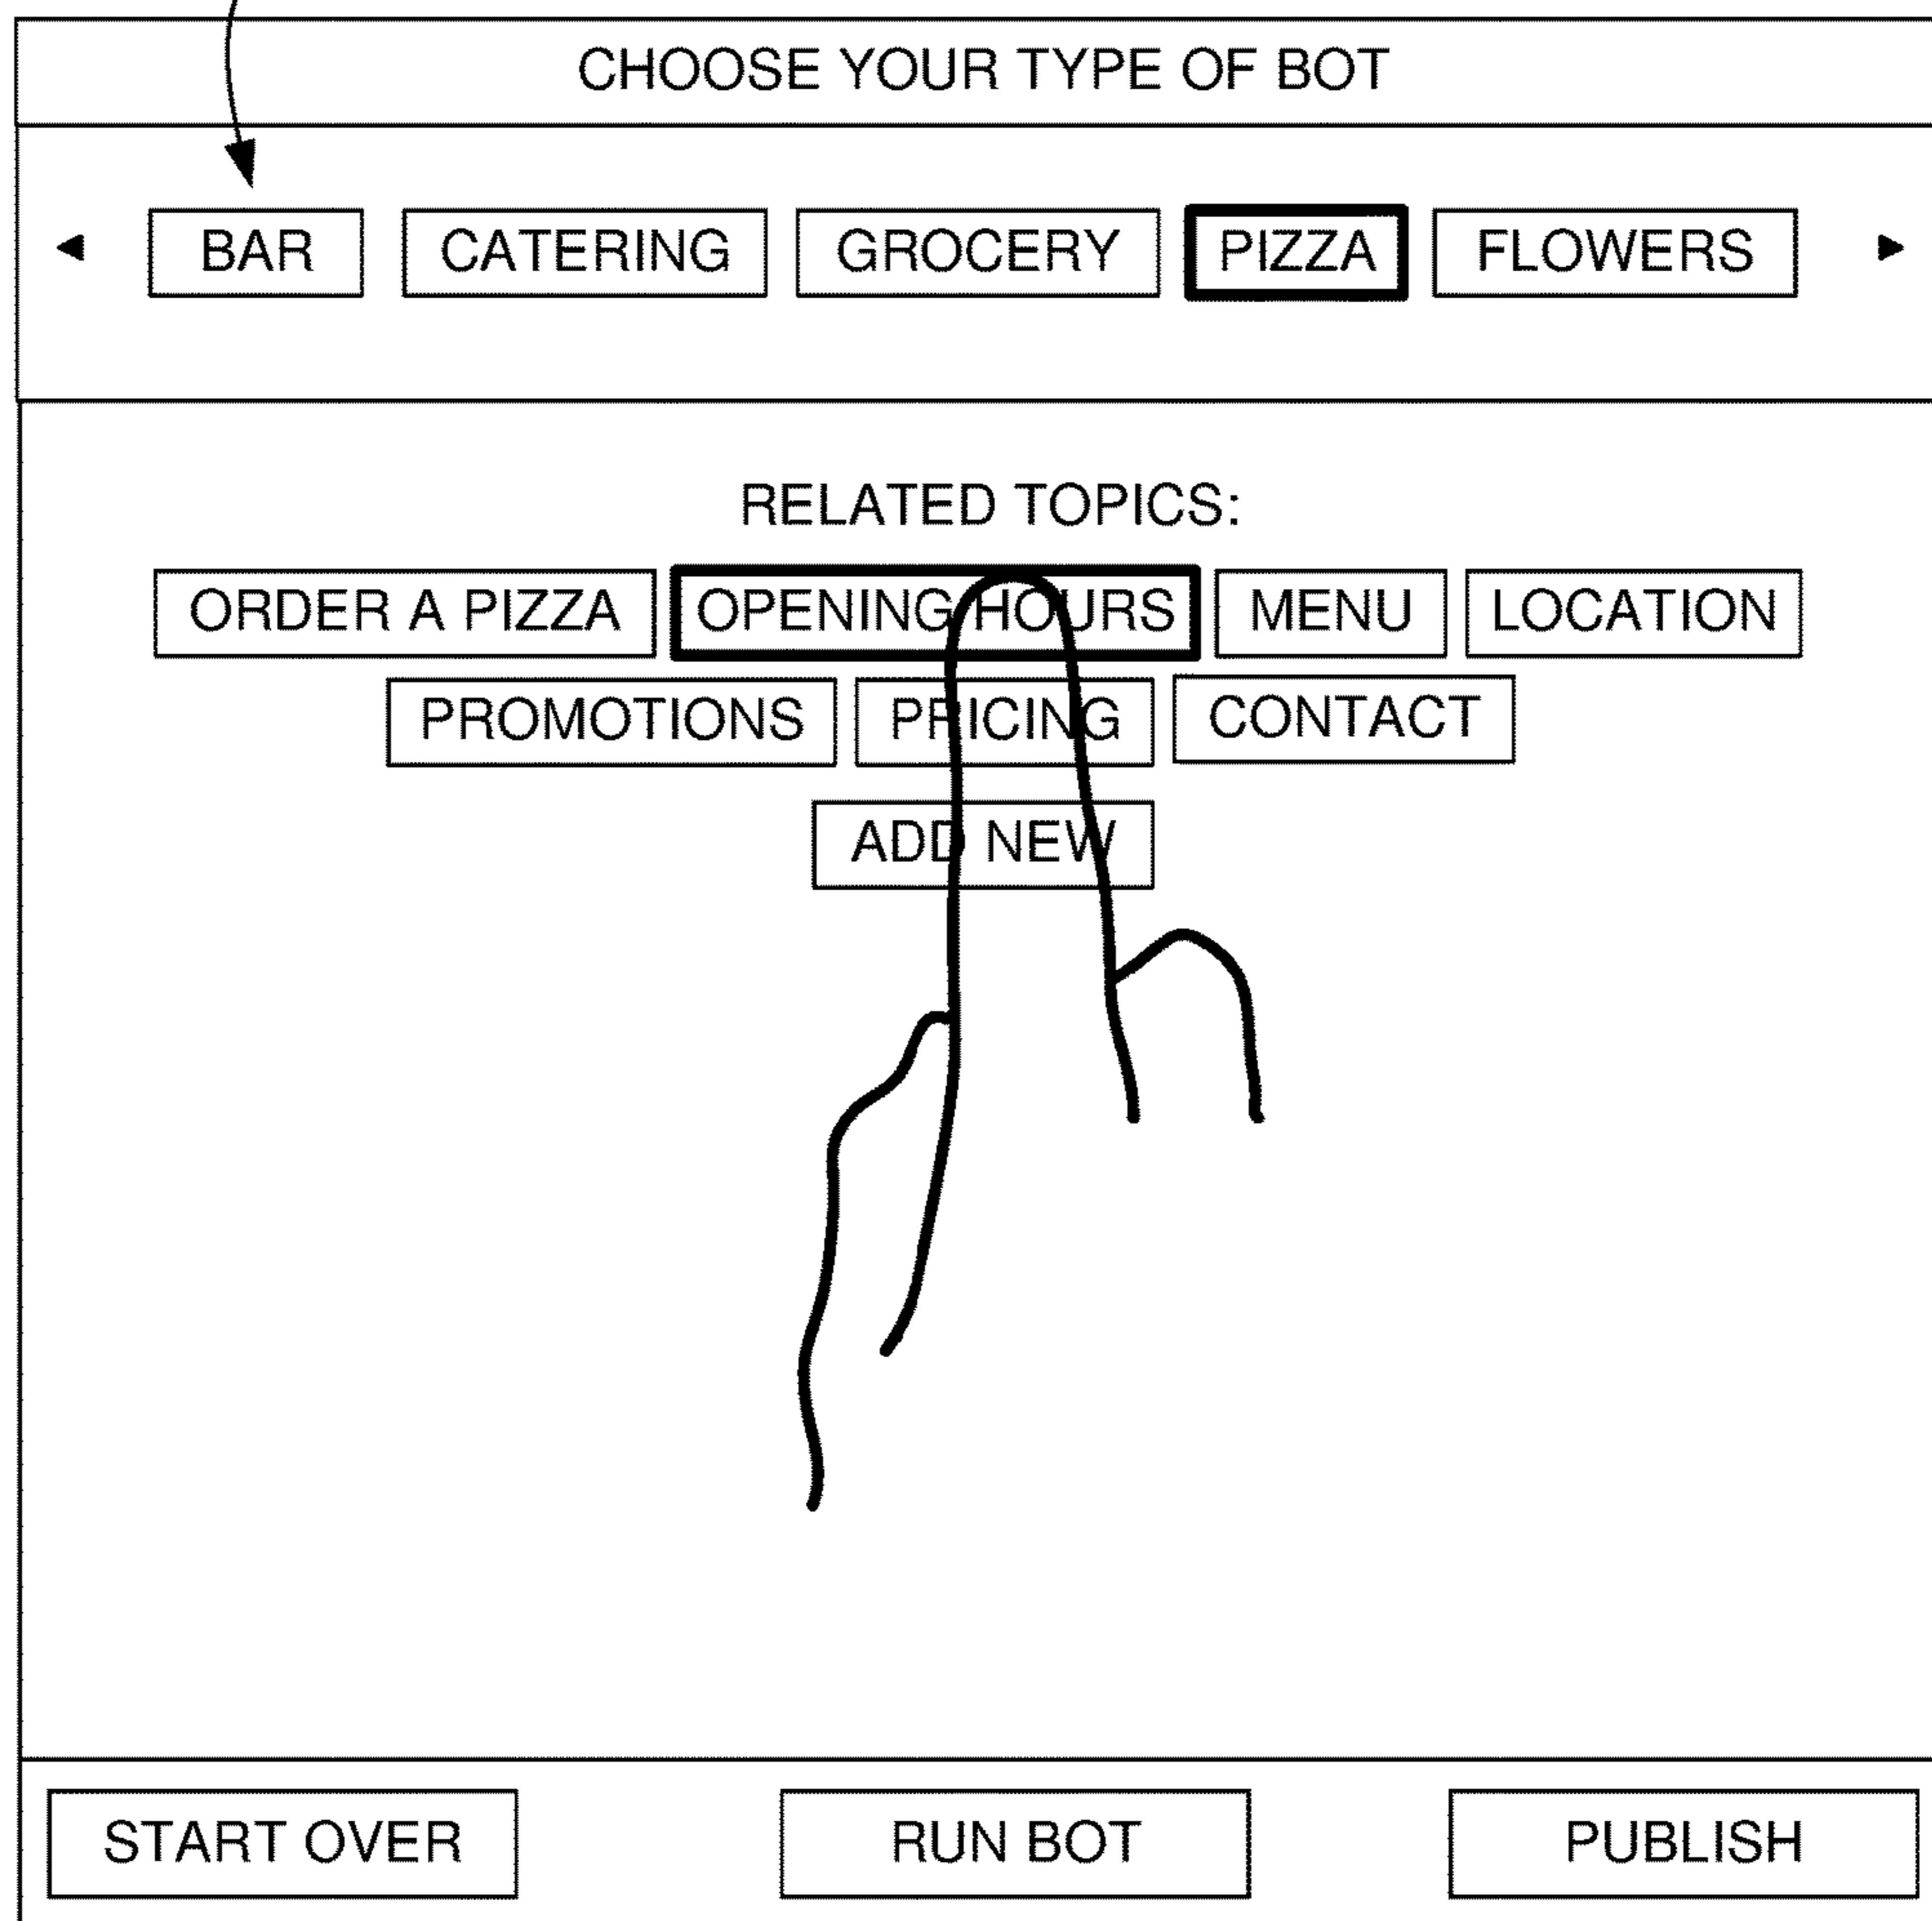 CHOOSE YOUR TYPE OF BOT
BAR CATERING GROCERY PIZZA FLOWERS
RELATED TOPICS:
ORDER A PIZZA OPENING HOURS MENU LOCATION
PROMOTIONS PRICING CONTACT
ADD NEW
START OVER RUN BOT PUBLISH